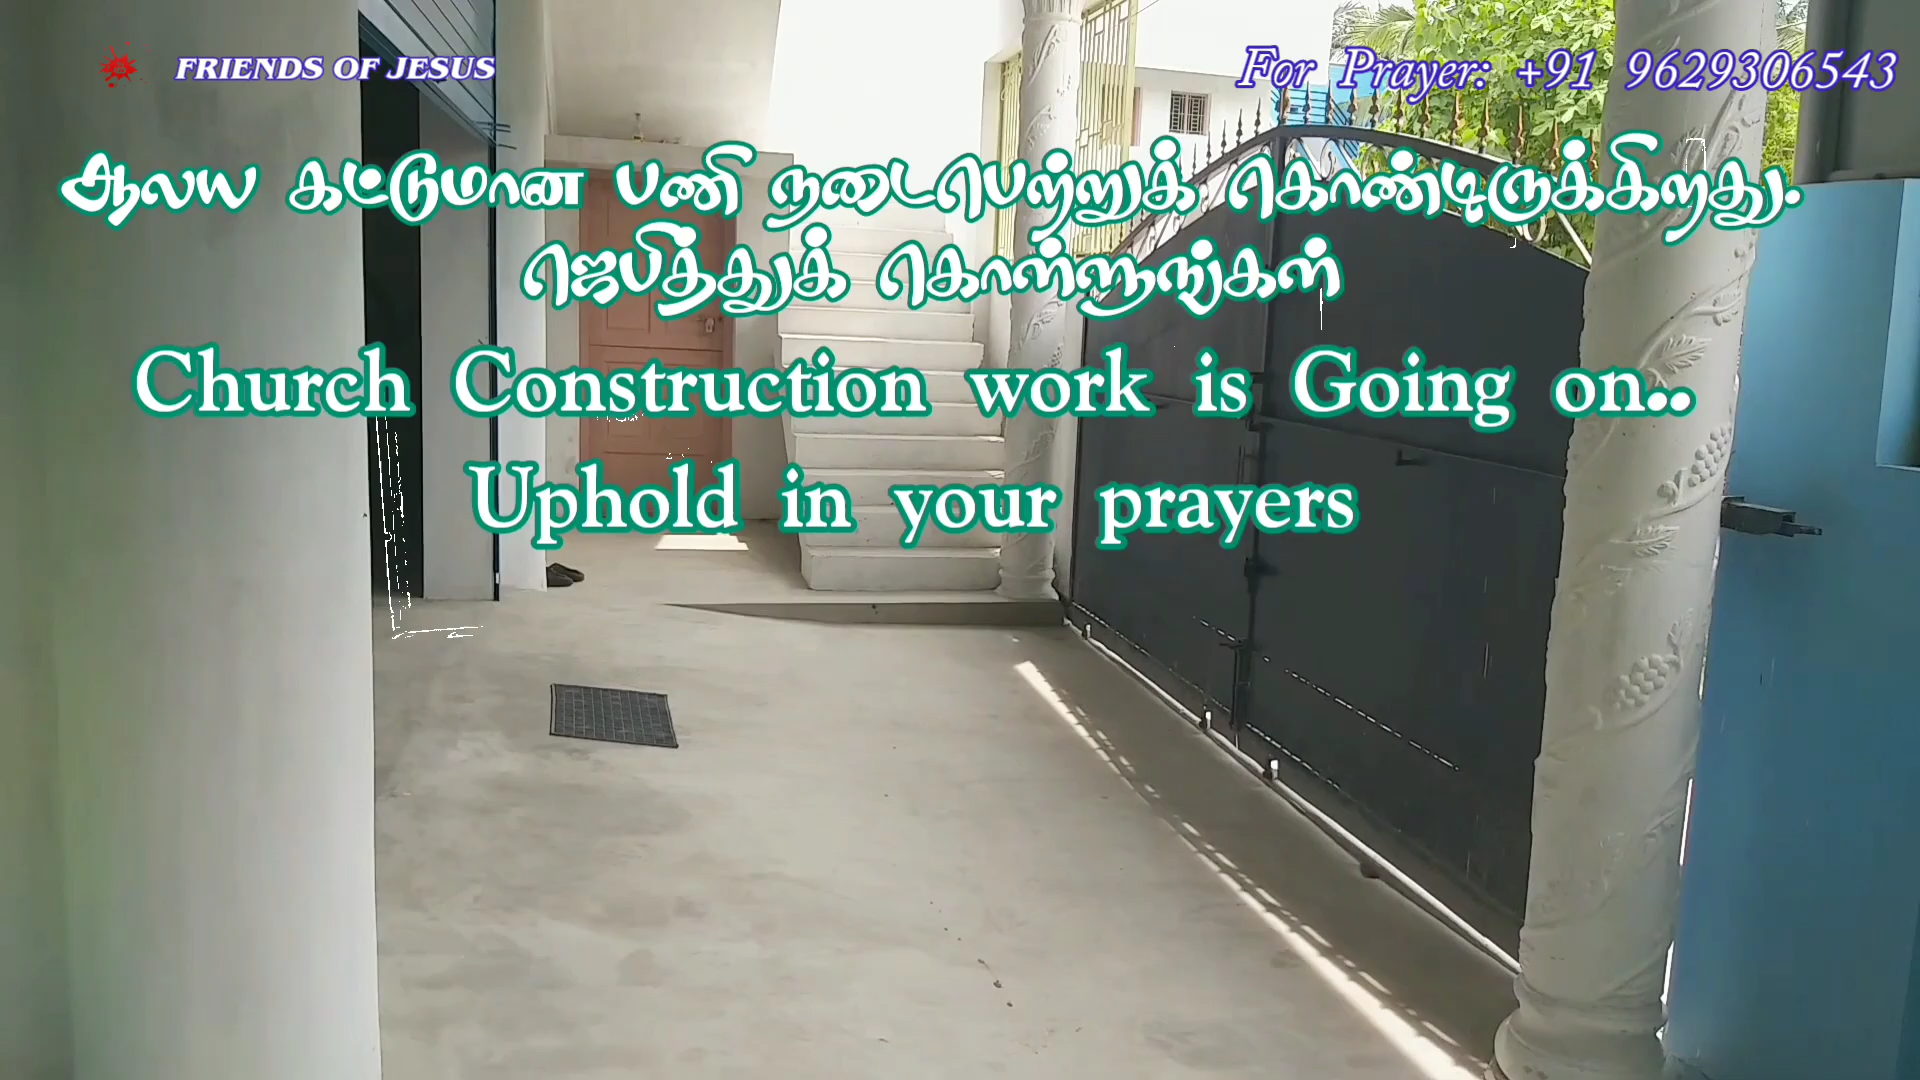 FRIENDS OF JESUS
For Prayer: +91 9629306543
ஆலய கட்டுமான பணி நடைபெற்றுக் கொண்டிருக்கிறது.
ஜெபித்துக் கொள்ளுங்கள்
Church Construction work is Going on..
Uphold in your prayers